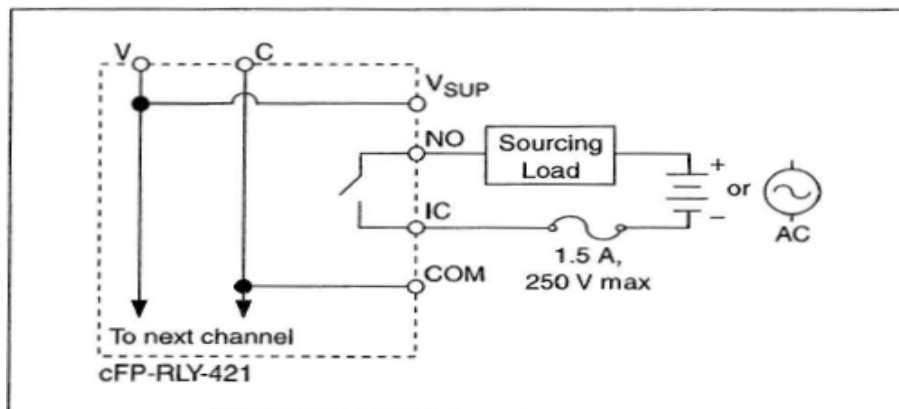 V
C
VSUP
NO
Sourcing
Load
+
or
IC
–
AC
1.5 A,
250 V max
COM
To next channel
cFP-RLY-421